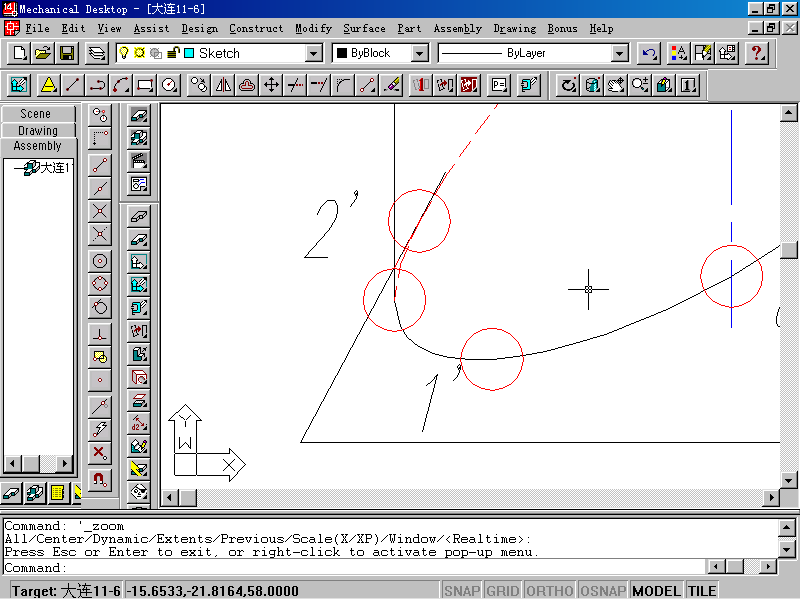 Mechanical Desktop - [大连11-6]
File Edit View Assist Design Construct Modify Surface Part Assembly Drawing Bonus Help
Sketch ByBlock ByLayer
Scene
Drawing
Assembly
大连1
2'
1'
Y
W
X
Command: '_zoom
All/Center/Dynamic/Extents/Previous/Scale(X/XP)/Window/<Realtime>:
Press Esc or Enter to exit, or right-click to activate pop-up menu.
Command:
Target: 大连11-6 -15.6533,-21.8164,58.0000 SNAP GRID ORTHO OSNAP MODEL TILE